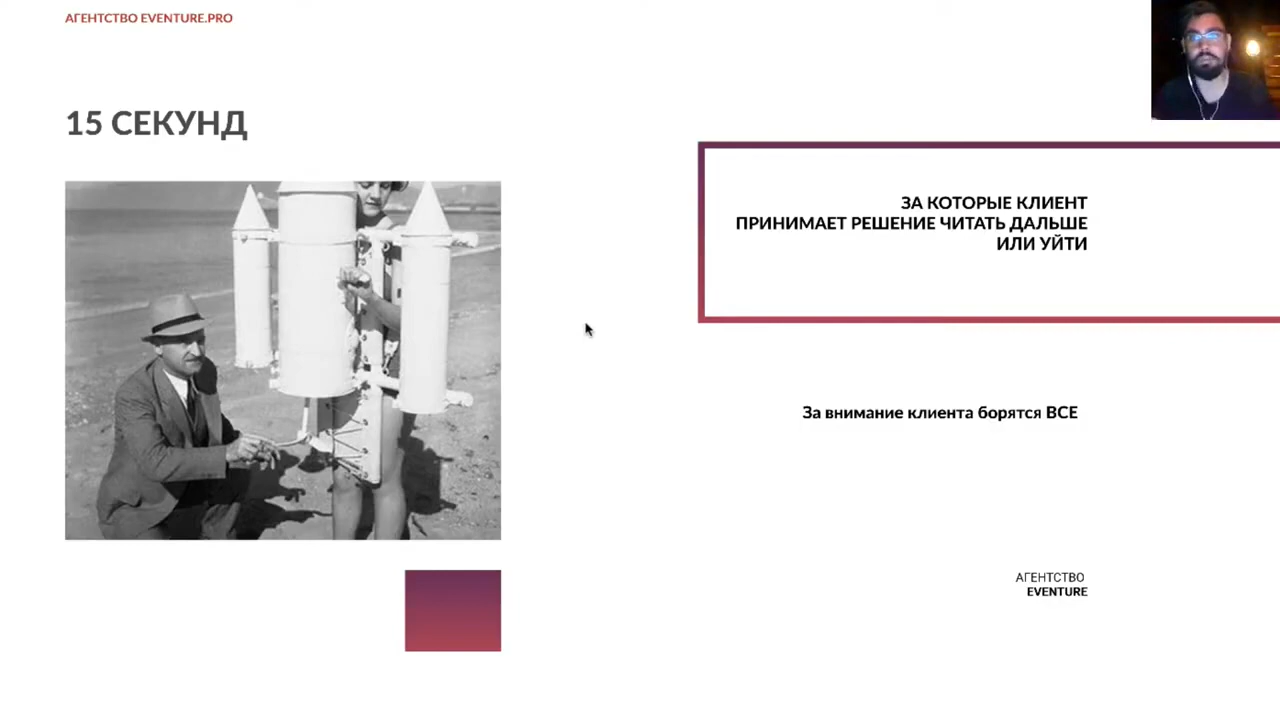 АГЕНТСТВО EVENTURE.PRO
15 СЕКУНД
ЗА КОТОРЫЕ КЛИЕНТ
ПРИНИМАЕТ РЕШЕНИЕ ЧИТАТЬ ДАЛЬШЕ
ИЛИ УЙТИ
За внимание клиента борятся ВСЕ
АГЕНТСТВО
EVENTURE